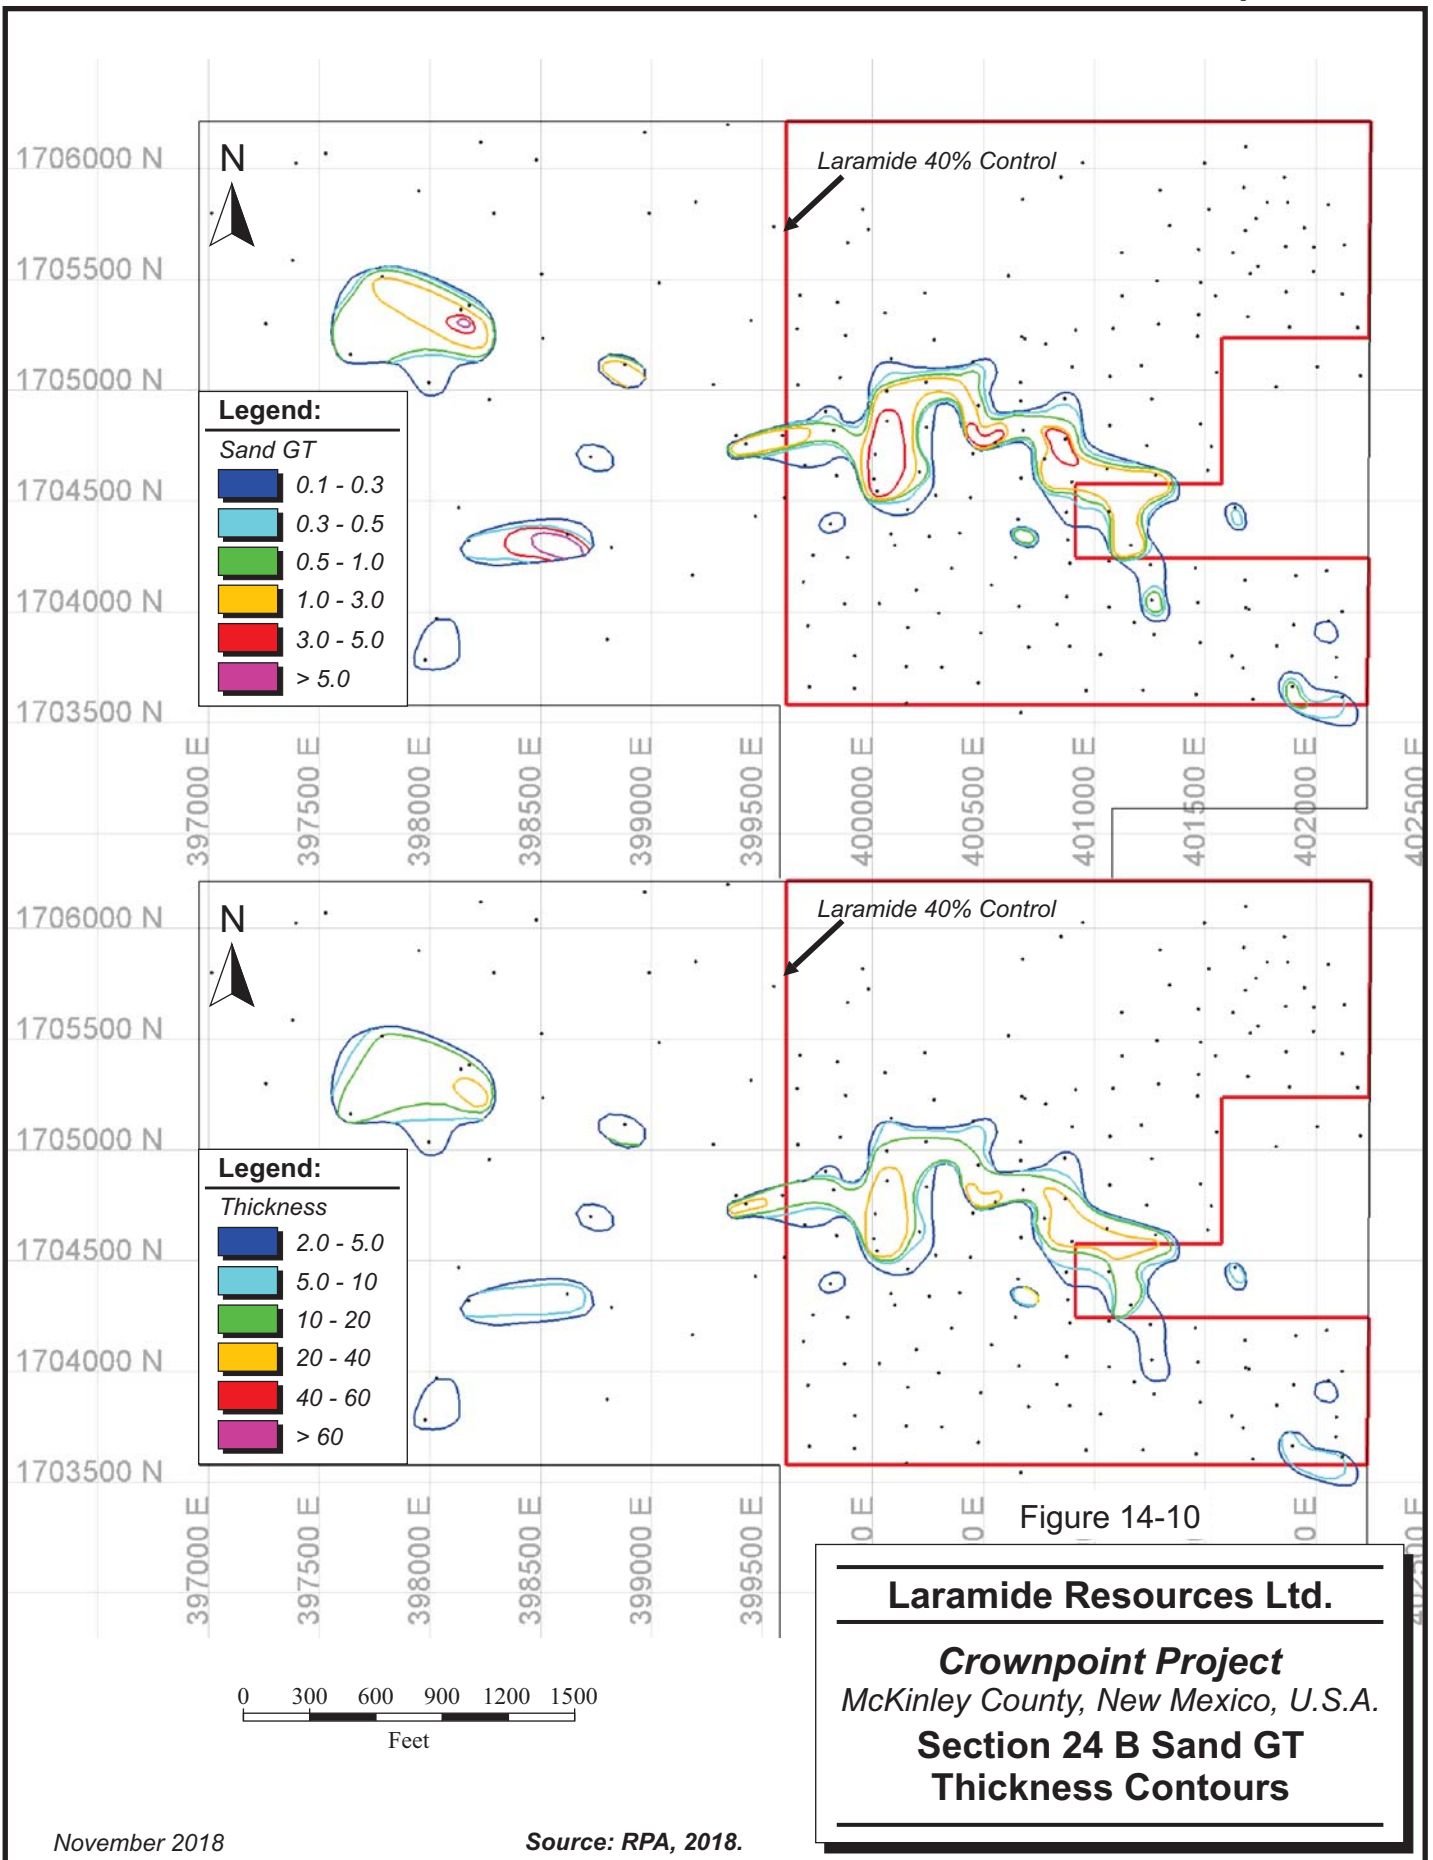 N
Laramide 40% Control
1706000 N
1705500 N
1705000 N
1704500 N
1704000 N
1703500 N
Legend:
Sand GT
0.1 - 0.3
0.3 - 0.5
0.5 - 1.0
1.0 - 3.0
3.0 - 5.0
> 5.0
397000 E
397500 E
398000 E
398500 E
399000 E
399500 E
400000 E
400500 E
401000 E
401500 E
402000 E
402500 E
N
Laramide 40% Control
1706000 N
1705500 N
1705000 N
1704500 N
1704000 N
1703500 N
Legend:
Thickness
2.0 - 5.0
5.0 - 10
10 - 20
20 - 40
40 - 60
> 60
397000 E
397500 E
398000 E
398500 E
399000 E
399500 E
0 E
0 E
0 E
Figure 14-10
Laramide Resources Ltd.
Crownpoint Project
McKinley County, New Mexico, U.S.A.
Section 24 B Sand GT
Thickness Contours
0 300 600 900 1200 1500
Feet
November 2018
Source: RPA, 2018.